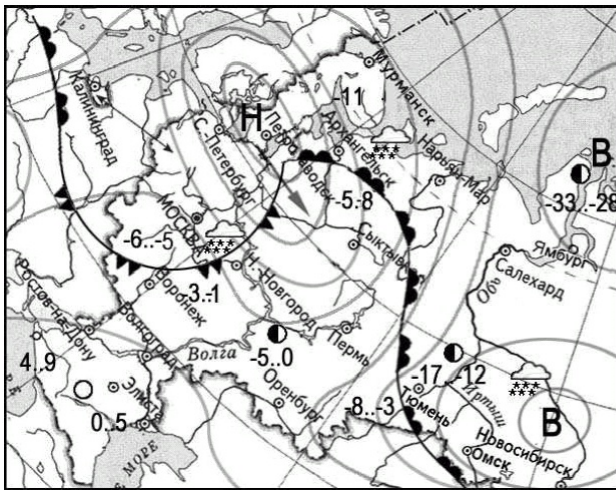 Мурманск
Калининград
С.-Петербург
Н
Петрозаводск
11
Архангельск
Нарьян-Мар
В
-33..-28
-5.-8
МОСКВА
-6..-5
Сыктывкар
Ямбург
Салехард
Обь
Воронеж
-3.-1
Н.-Новгород
Ростов-на-Дону
Волгоград
Волга
-5.0
Пермь
4..9
Элиста
0..5
Оренбург
-8..-3
-17..-12
Тюмень
Иртыш
В
Омск
Новосибирск
МОРЕ
РЕ